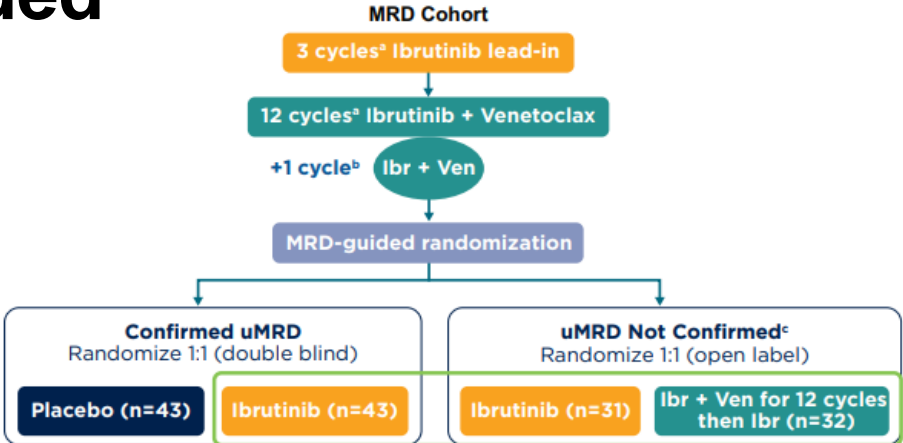 MRD Cohort
3 cyclesᵃ Ibrutinib lead-in
12 cyclesᵃ Ibrutinib + Venetoclax
+1 cycleᵇ Ibr + Ven
MRD-guided randomization
Confirmed uMRD
Randomize 1:1 (double blind)
Placebo (n=43)
Ibrutinib (n=43)
uMRD Not Confirmedᶜ
Randomize 1:1 (open label)
Ibrutinib (n=31)
Ibr + Ven for 12 cycles
then Ibr (n=32)